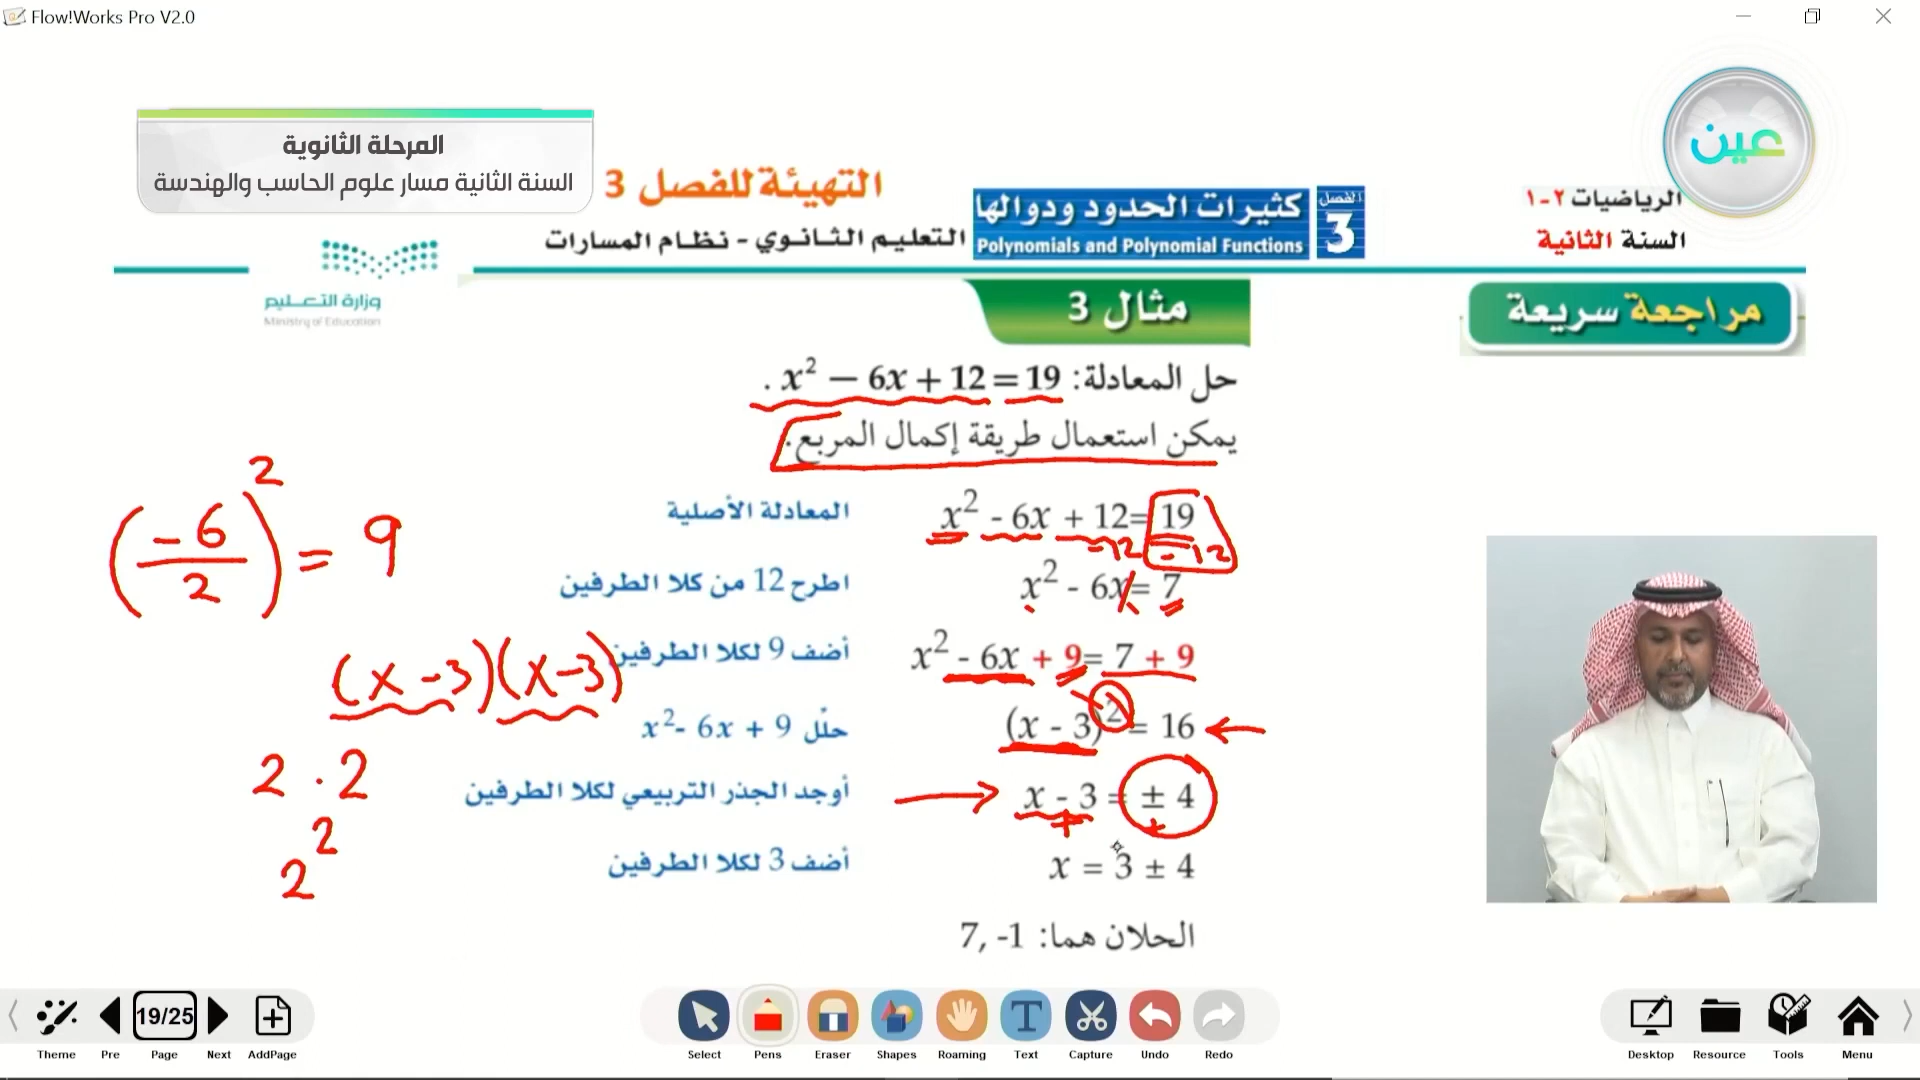 Flow!Works Pro V2.0
عين
المرحلة الثانوية
السنة الثانية مسار علوم الحاسب والهندسة
الرياضيات ٢-١
السنة الثانية
الفصل 3
كثيرات الحدود ودوالها
Polynomials and Polynomial Functions
التهيئة للفصل 3
التعليم الثانوي - نظام المسارات
وزارة التعليم
Ministry of Education
مراجعة سريعة
مثال 3
حل المعادلة: x² − 6x + 12 = 19 .
يمكن استعمال طريقة إكمال المربع.
x² - 6x + 12= 19 المعادلة الأصلية
-12 -12
x² - 6x= 7 اطرح 12 من كلا الطرفين
x² - 6x + 9= 7 + 9 أضف 9 لكلا الطرفين
(x - 3)² = 16 حلّل x²- 6x + 9
x - 3 = ± 4 أوجد الجذر التربيعي لكلا الطرفين
x = 3 ± 4 أضف 3 لكلا الطرفين
الحلان هما: 7, -1
(-6/2)² = 9
(x-3)(x-3)
2 . 2
2²
19/25
Theme Pre Page Next AddPage
Select Pens Eraser Shapes Roaming Text Capture Undo Redo
Desktop Resource Tools Menu